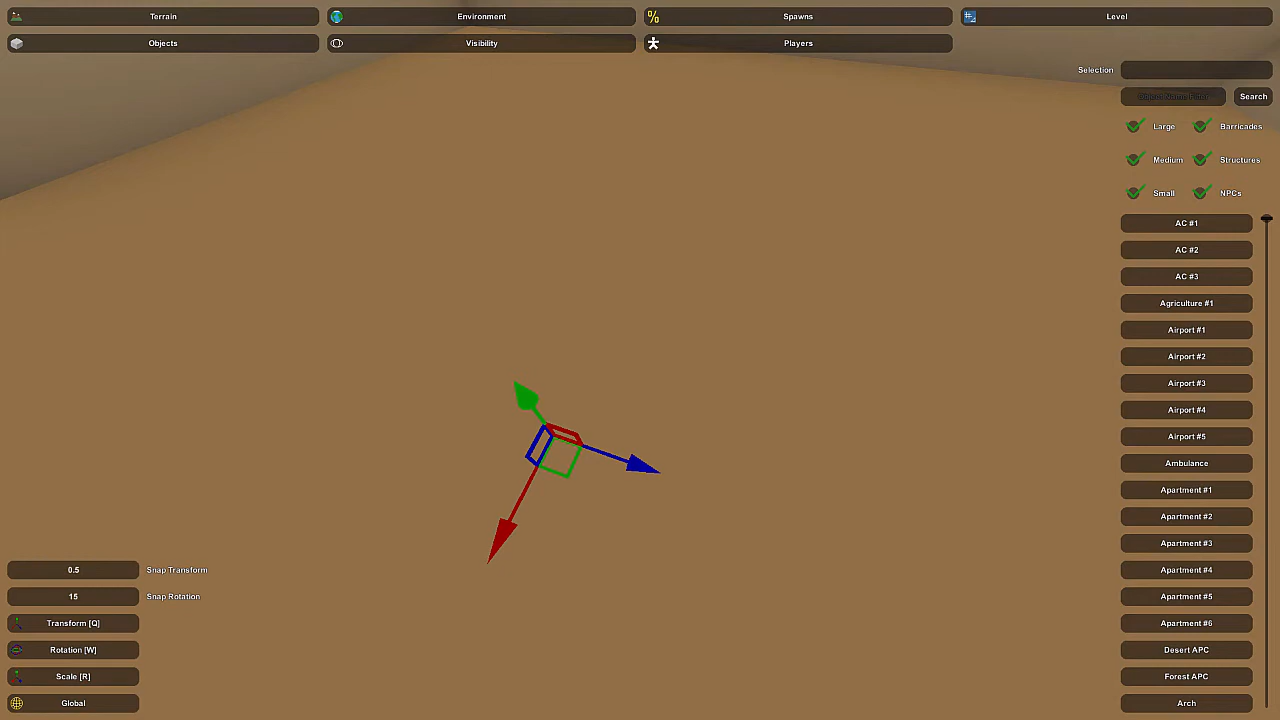 Terrain
Environment
Spawns
Level
Objects
Visibility
Players
Selection
Object Name Filter
Search
Large
Barricades
Medium
Structures
Small
NPCs
AC #1
AC #2
AC #3
Agriculture #1
Airport #1
Airport #2
Airport #3
Airport #4
Airport #5
Ambulance
Apartment #1
Apartment #2
Apartment #3
Apartment #4
Apartment #5
Apartment #6
Desert APC
Forest APC
Arch
0.5 Snap Transform
15 Snap Rotation
Transform [Q]
Rotation [W]
Scale [R]
Global